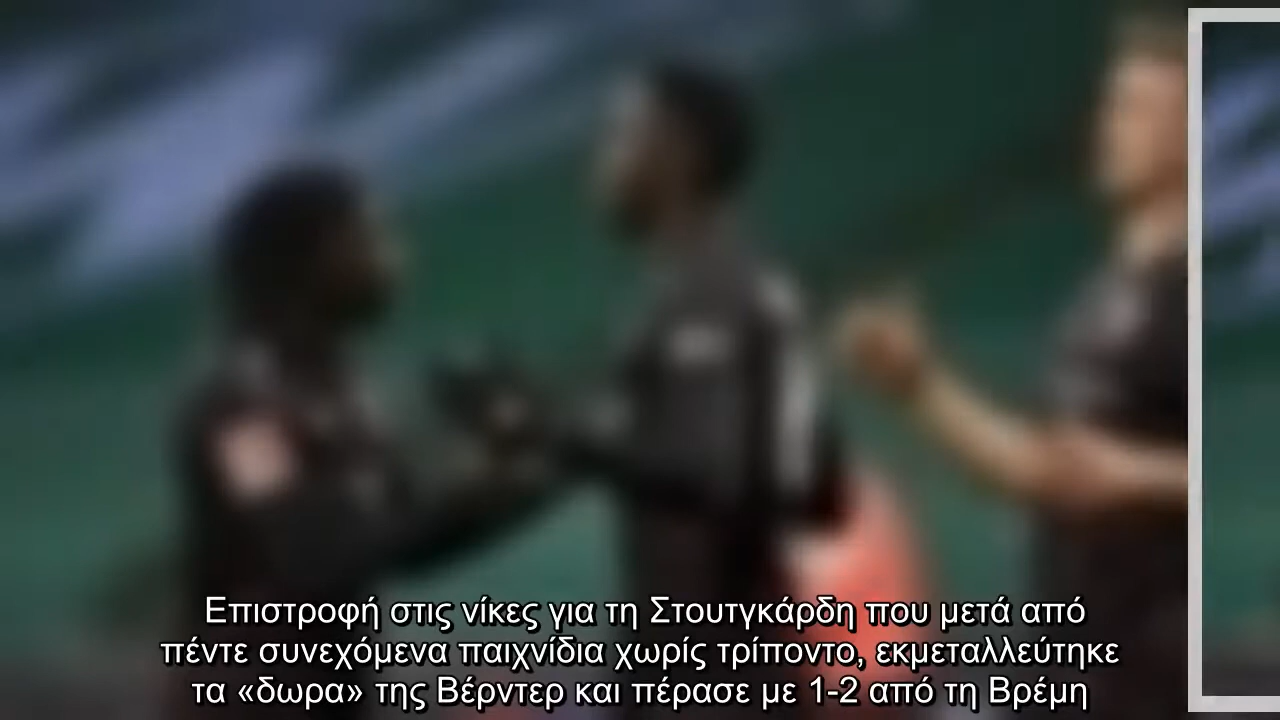 Επιστροφή στις νίκες για τη Στουτγκάρδη που μετά από
πέντε συνεχόμενα παιχνίδια χωρίς τρίποντο, εκμεταλλεύτηκε
τα «δωρα» της Βέρντερ και πέρασε με 1-2 από τη Βρέμη